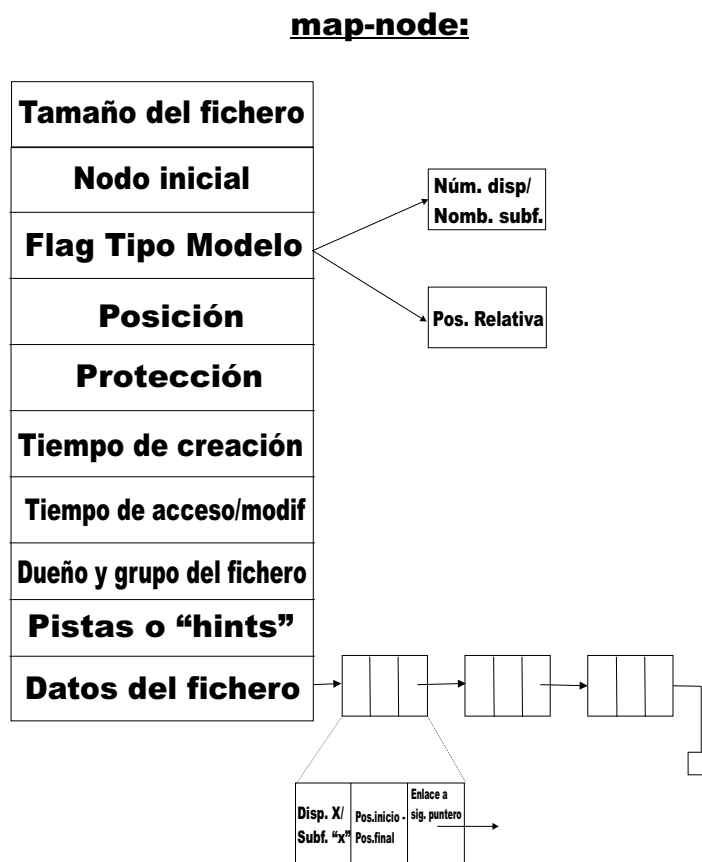 map-node:
Tamaño del fichero
Nodo inicial
Flag Tipo Modelo
Posición
Protección
Tiempo de creación
Tiempo de acceso/modif
Dueño y grupo del fichero
Pistas o “hints”
Datos del fichero
Núm. disp/
Nomb. subf.
Pos. Relativa
Disp. X/
Subf. “x”
Pos.inicio -
Pos.final
Enlace a
sig. puntero